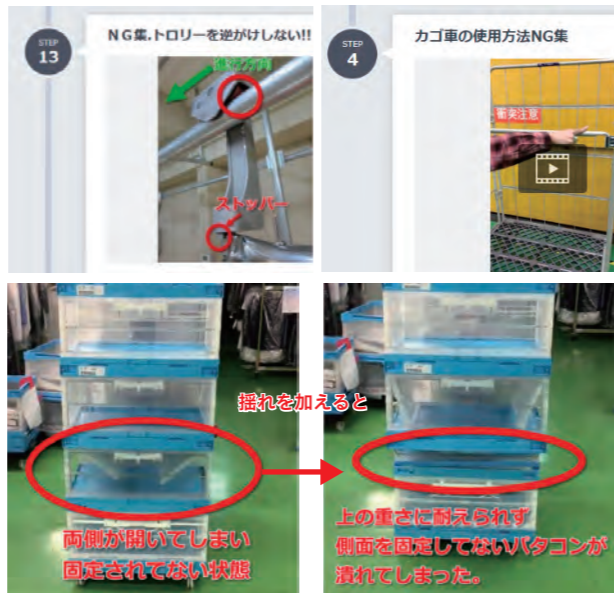 STEP
13
NG集.トロリーを逆がけしない!!
進行方向
ストッパー
STEP
4
カゴ車の使用方法NG集
衝突注意
揺れを加えると
両側が開いてしまい
固定されてない状態
上の重さに耐えられず
側面を固定してないパタコンが
潰れてしまった。